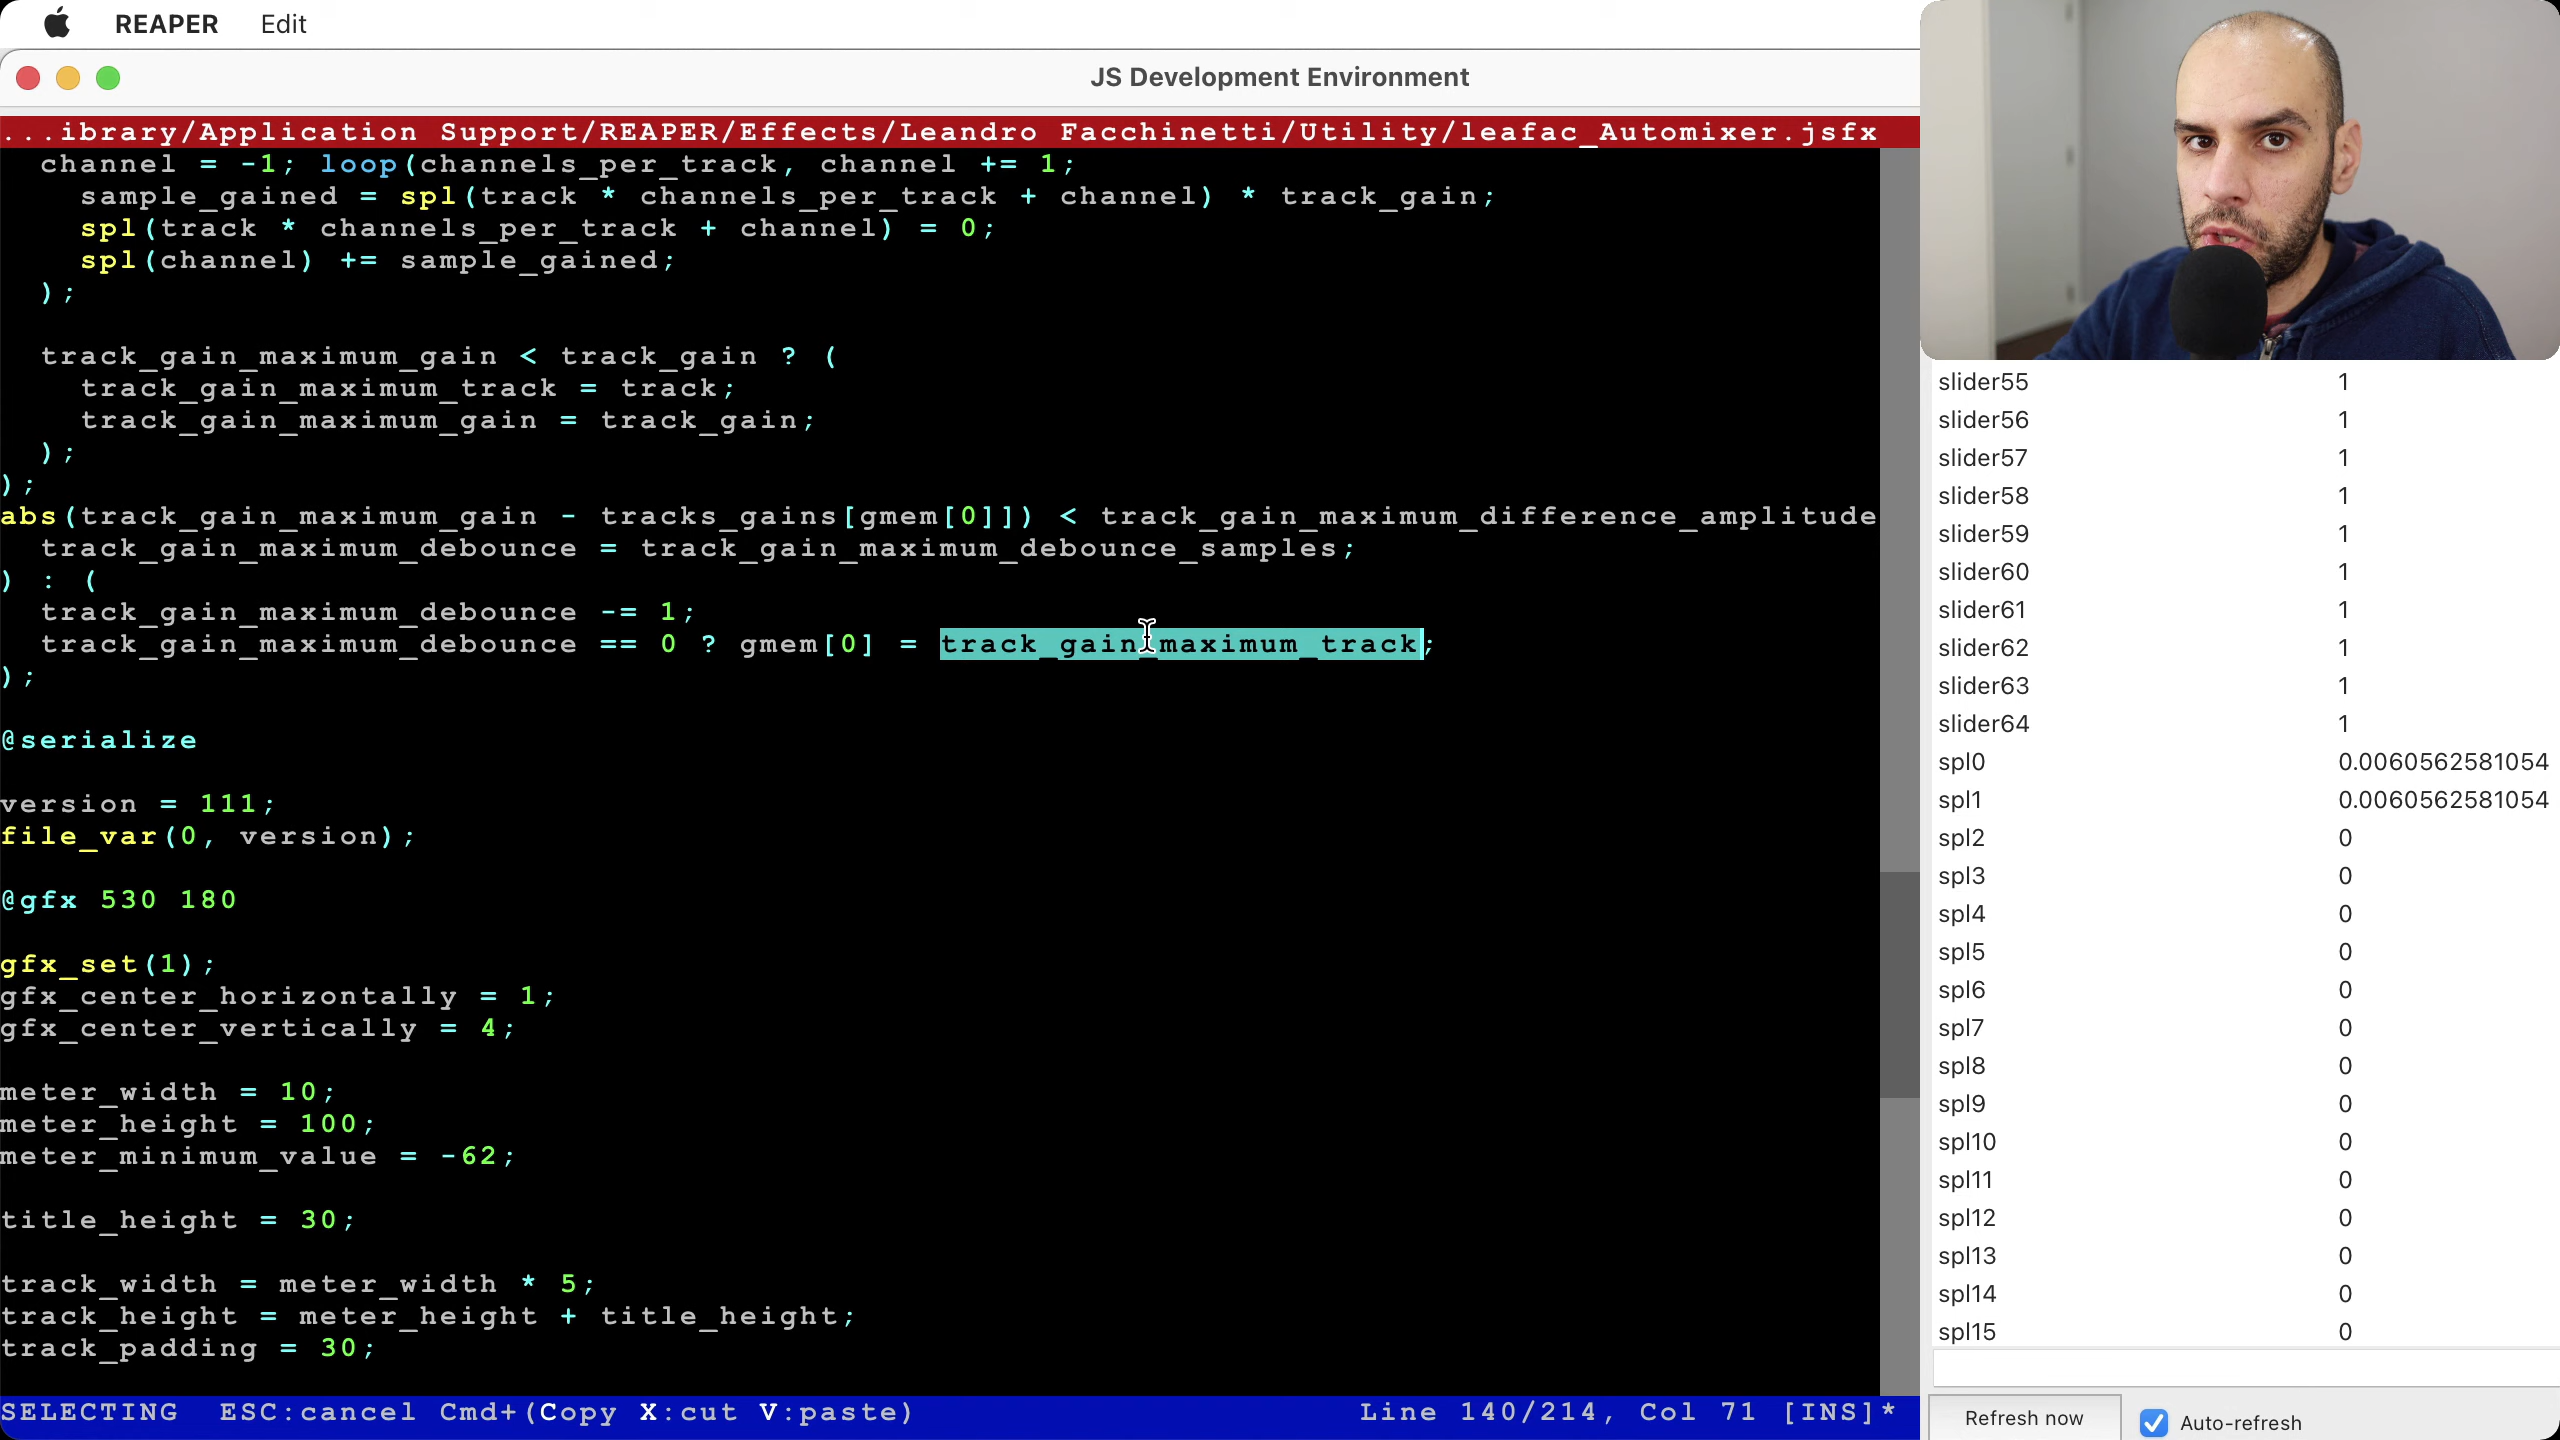 REAPER Edit
JS Development Environment
...ibrary/Application Support/REAPER/Effects/Leandro Facchinetti/Utility/leafac_Automixer.jsfx
channel = -1; loop(channels_per_track, channel += 1;
sample_gained = spl(track * channels_per_track + channel) * track_gain;
spl(track * channels_per_track + channel) = 0;
spl(channel) += sample_gained;
);
track_gain_maximum_gain < track_gain ? (
track_gain_maximum_track = track;
track_gain_maximum_gain = track_gain;
);
);
abs(track_gain_maximum_gain - tracks_gains[gmem[0]]) < track_gain_maximum_difference_amplitude
track_gain_maximum_debounce = track_gain_maximum_debounce_samples;
) : (
track_gain_maximum_debounce -= 1;
track_gain_maximum_debounce == 0 ? gmem[0] = track_gain_maximum_track;
);
@serialize
version = 111;
file_var(0, version);
@gfx 530 180
gfx_set(1);
gfx_center_horizontally = 1;
gfx_center_vertically = 4;
meter_width = 10;
meter_height = 100;
meter_minimum_value = -62;
title_height = 30;
track_width = meter_width * 5;
track_height = meter_height + title_height;
track_padding = 30;
SELECTING ESC:cancel Cmd+(Copy X:cut V:paste) Line 140/214, Col 71 [INS]*
slider55 1
slider56 1
slider57 1
slider58 1
slider59 1
slider60 1
slider61 1
slider62 1
slider63 1
slider64 1
spl0 0.0060562581054
spl1 0.0060562581054
spl2 0
spl3 0
spl4 0
spl5 0
spl6 0
spl7 0
spl8 0
spl9 0
spl10 0
spl11 0
spl12 0
spl13 0
spl14 0
spl15 0
Refresh now Auto-refresh